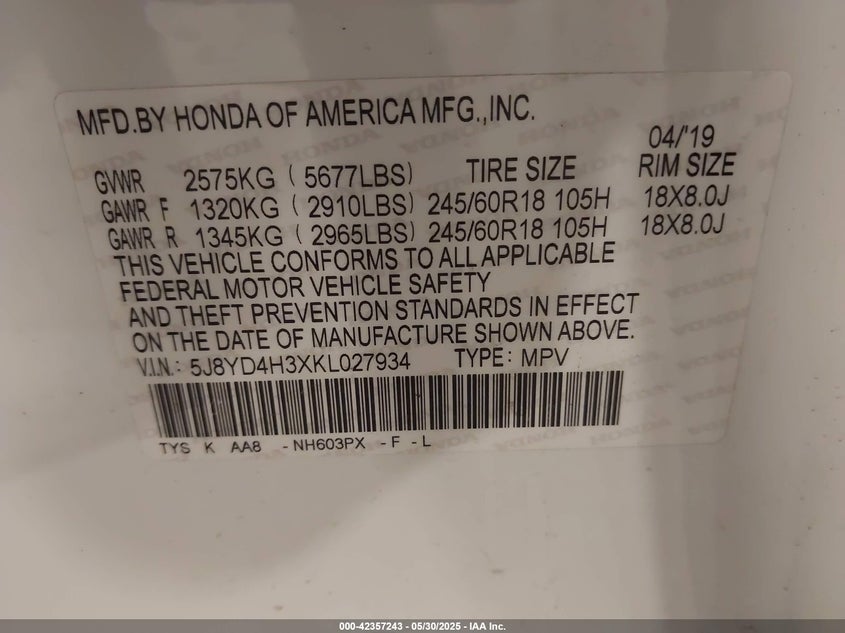 MFD.BY HONDA OF AMERICA MFG.,INC.
04/'19
GVWR 2575KG ( 5677LBS) TIRE SIZE RIM SIZE
GAWR F 1320KG ( 2910LBS) 245/60R18 105H 18X8.0J
GAWR R 1345KG ( 2965LBS) 245/60R18 105H 18X8.0J
THIS VEHICLE CONFORMS TO ALL APPLICABLE
FEDERAL MOTOR VEHICLE SAFETY
AND THEFT PREVENTION STANDARDS IN EFFECT
ON THE DATE OF MANUFACTURE SHOWN ABOVE.
V.I.N.: 5J8YD4H3XKL027934 TYPE: MPV
TYS K AA8 -NH603PX -F -L
000-42357243 — 05/30/2025 — IAA Inc.